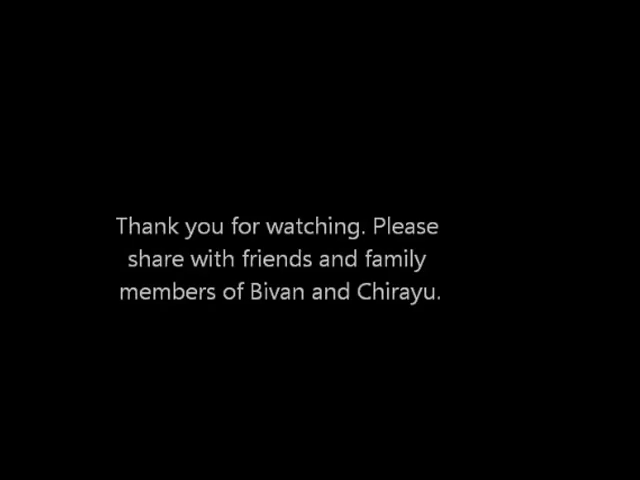 Thank you for watching. Please
share with friends and family
members of Bivan and Chirayu.